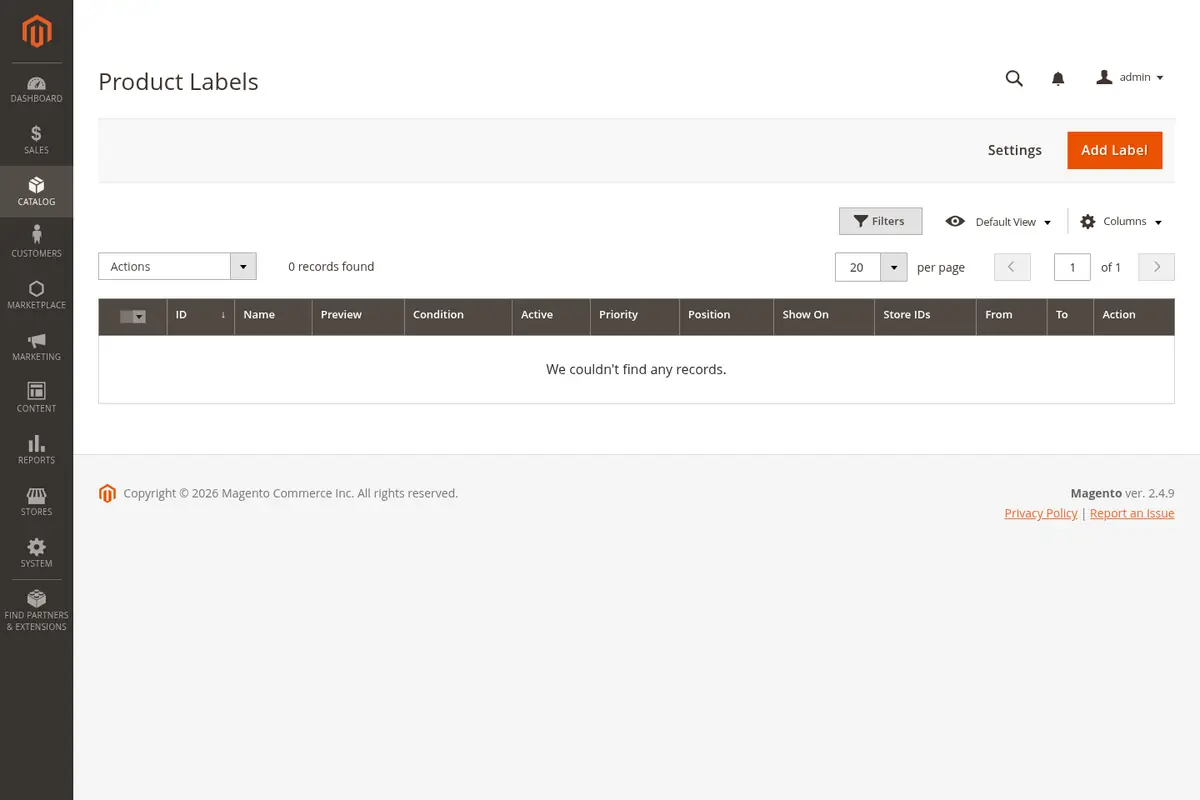 DASHBOARD
SALES
CATALOG
CUSTOMERS
MARKETPLACE
MARKETING
CONTENT
REPORTS
STORES
SYSTEM
FIND PARTNERS
& EXTENSIONS
Product Labels
admin
Settings
Add Label
Filters
Default View
Columns
Actions
0 records found
20
per page
1
of 1
ID ↓ Name Preview Condition Active Priority Position Show On Store IDs From To Action
We couldn't find any records.
Copyright © 2026 Magento Commerce Inc. All rights reserved.
Magento ver. 2.4.9
Privacy Policy | Report an Issue